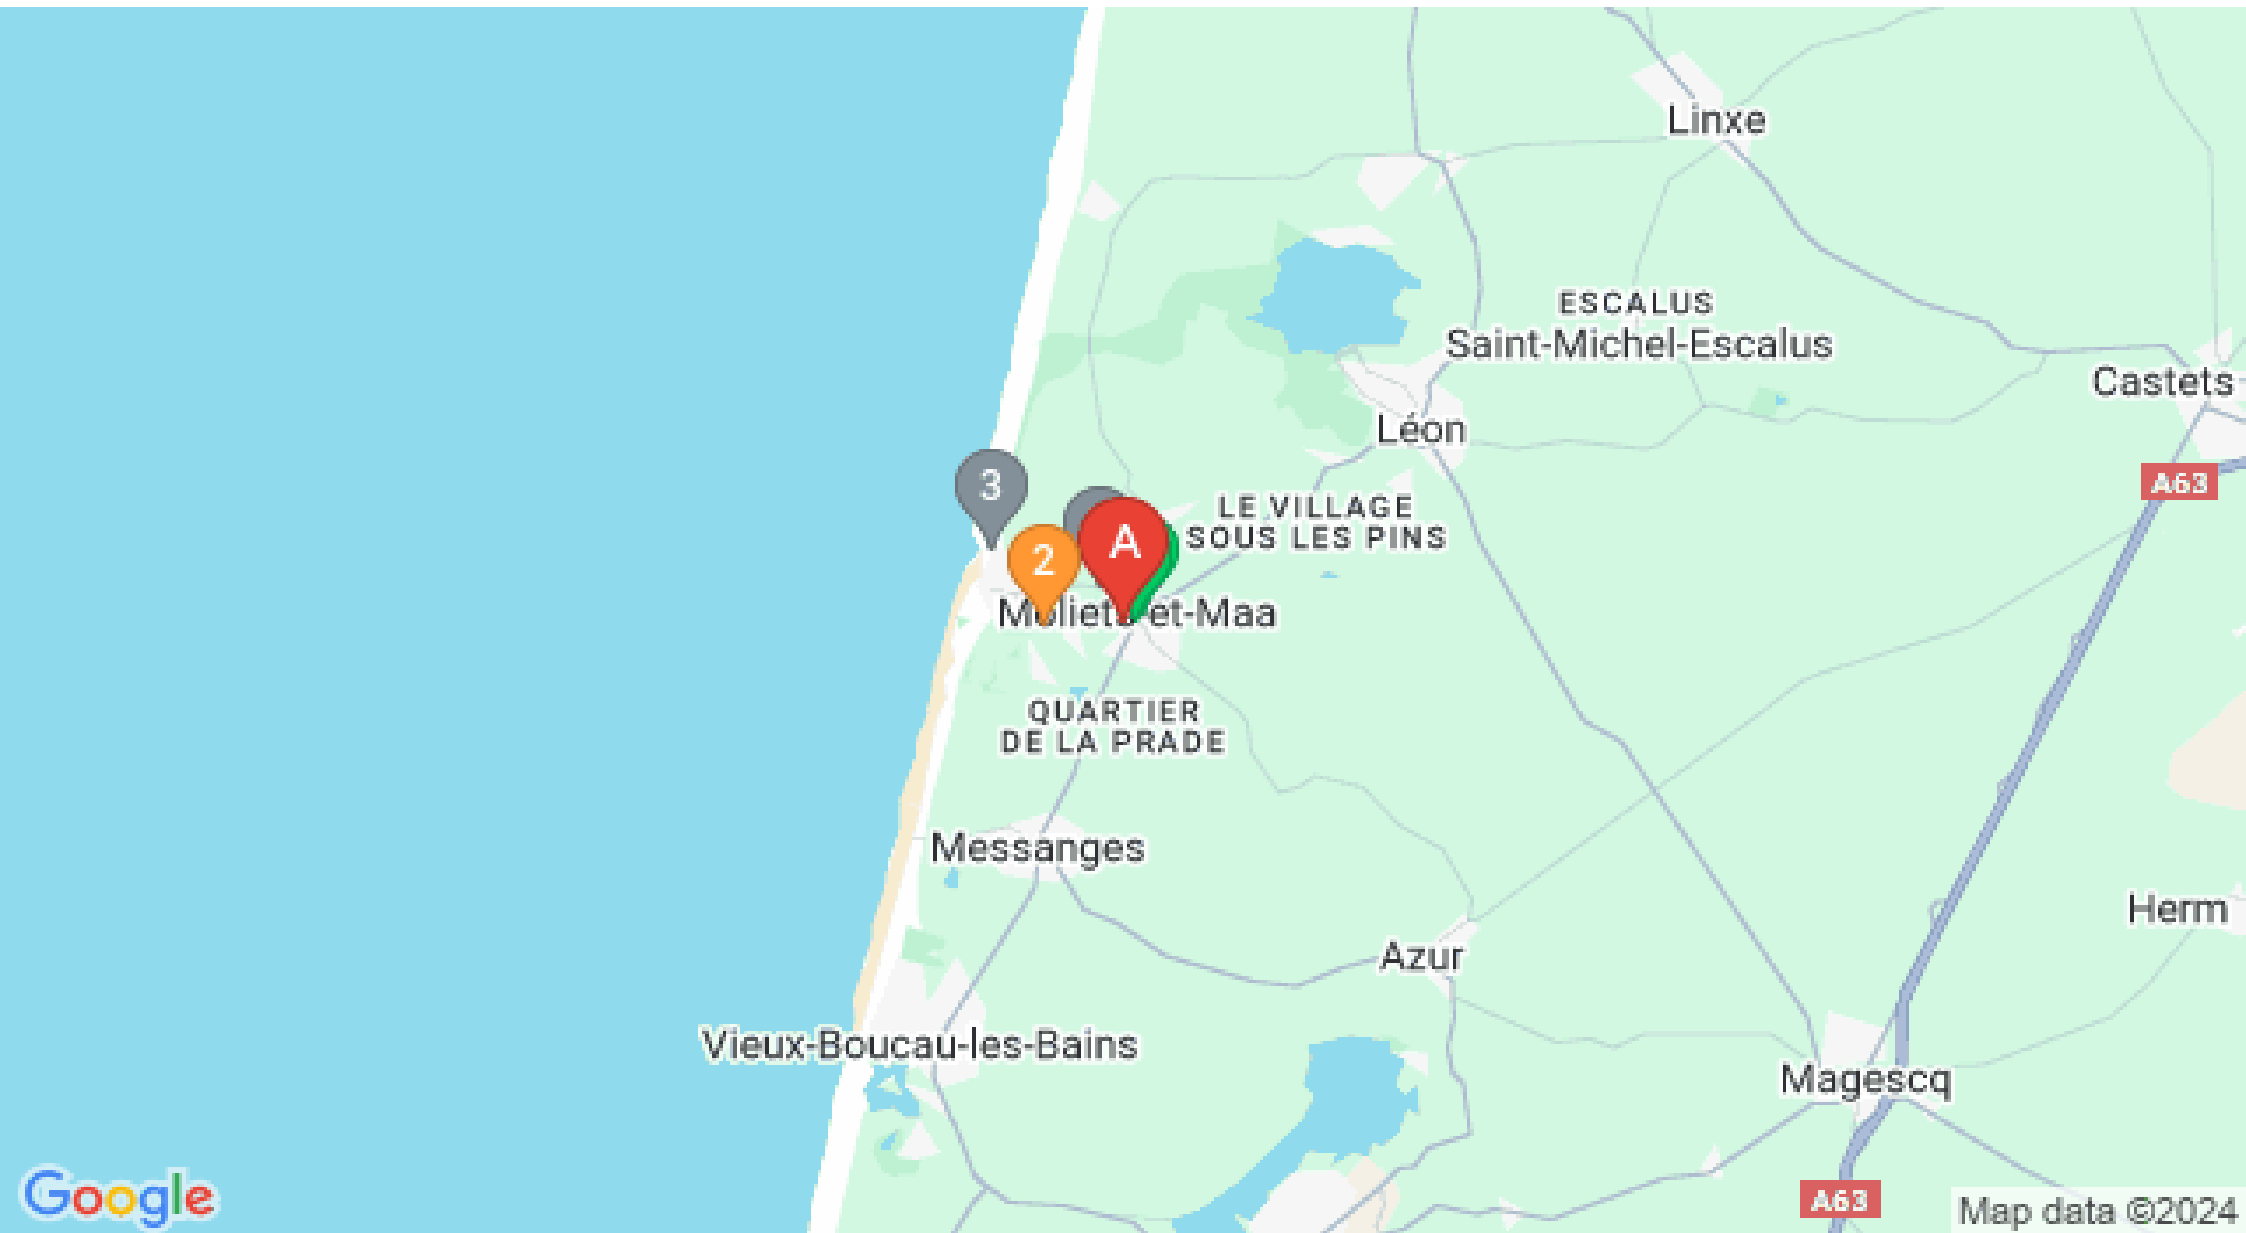 Linxe
ESCALUS
Saint-Michel-Escalus
Castets
Léon
A63
3
LE VILLAGE
SOUS LES PINS
A
2
Moliets-et-Maa
QUARTIER
DE LA PRADE
Messanges
Herm
Azur
Vieux-Boucau-les-Bains
Magescq
Google
A63
Map data ©2024